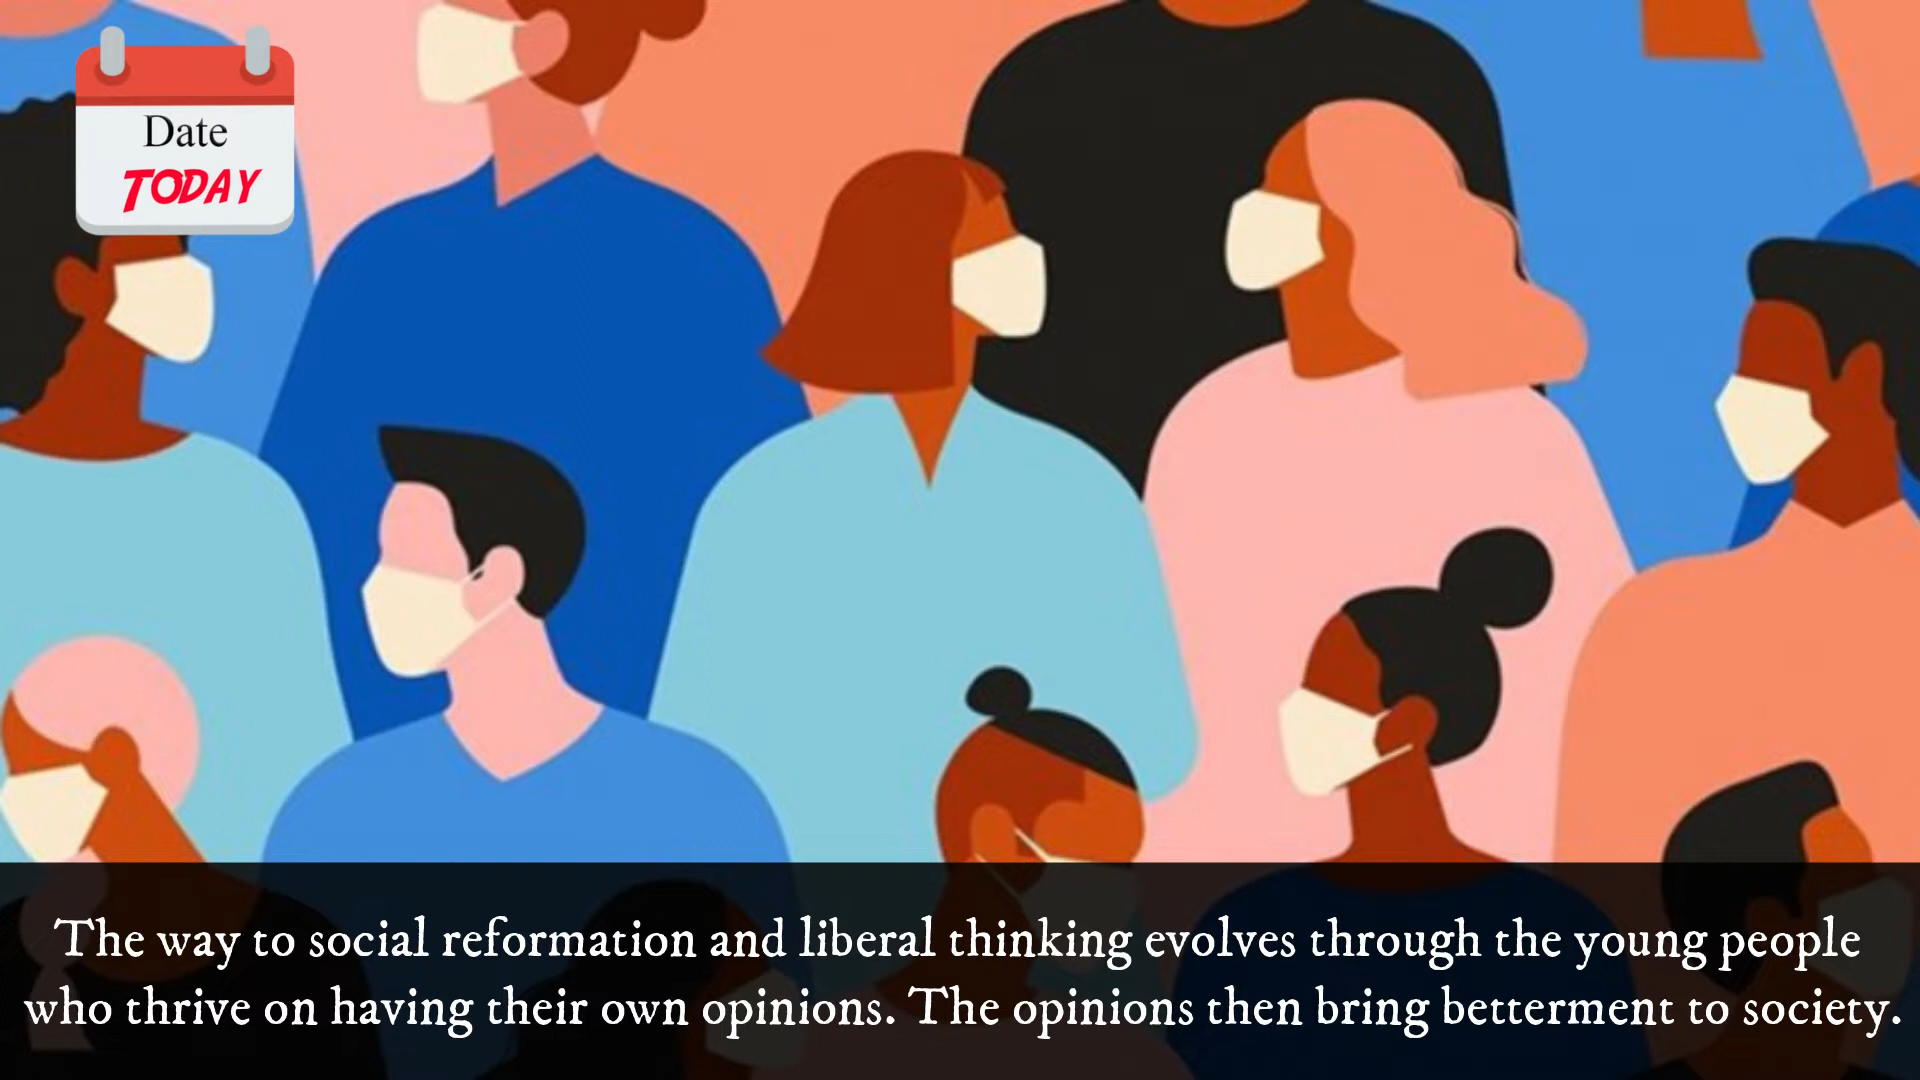 Date
TODAY
The way to social reformation and liberal thinking evolves through the young people
who thrive on having their own opinions. The opinions then bring betterment to society.